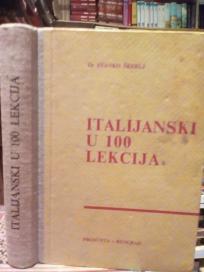 Dr STANKO ŠKERLJ
ITALIJANSKI
U 100
LEKCIJA
PROSVETA - BEOGRAD
ITALIJANSKI U 100 LEKCIJA